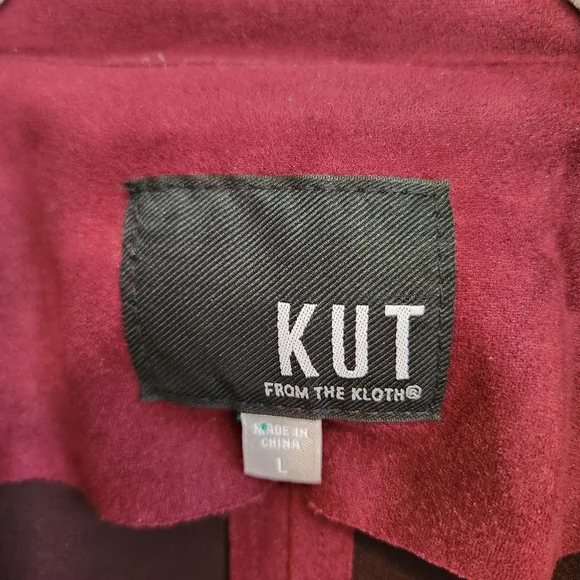 KUT
FROM THE KLOTH®
MADE IN
CHINA
L